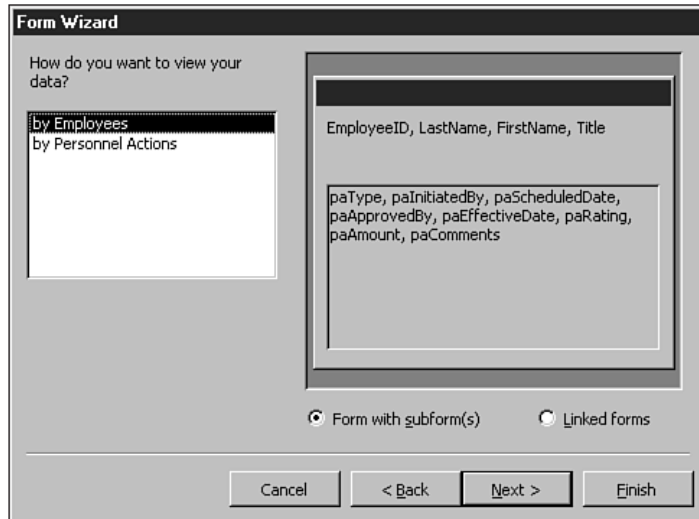 Form Wizard
How do you want to view your
data?
by Employees
by Personnel Actions
EmployeeID, LastName, FirstName, Title
paType, paInitiatedBy, paScheduledDate,
paApprovedBy, paEffectiveDate, paRating,
paAmount, paComments
Form with subform(s)
Linked forms
Cancel
< Back
Next >
Finish